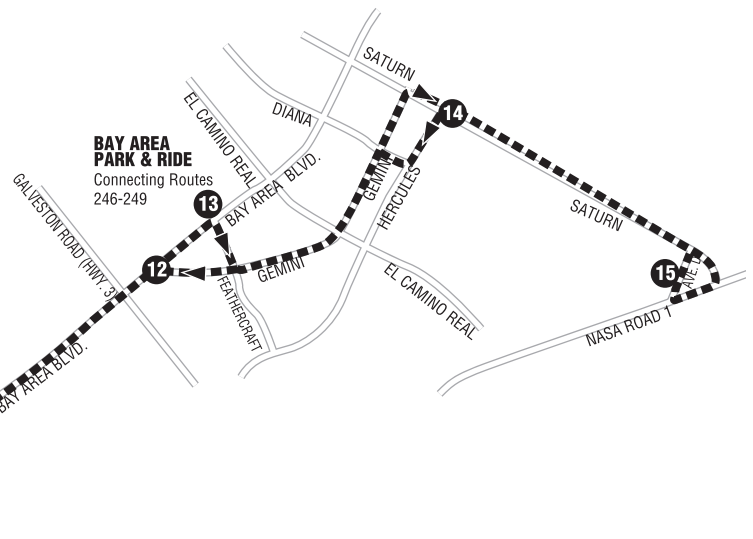 SATURN
14
DIANA
EL CAMINO REAL
BAY AREA
PARK & RIDE
Connecting Routes
246-249
13
BAY AREA BLVD.
GEMINI
HERCULES
GALVESTON ROAD (HWY. 3)
12
GEMINI
FEATHERCRAFT
EL CAMINO REAL
SATURN
15
AVE. L
NASA ROAD 1
BAY AREA BLVD.